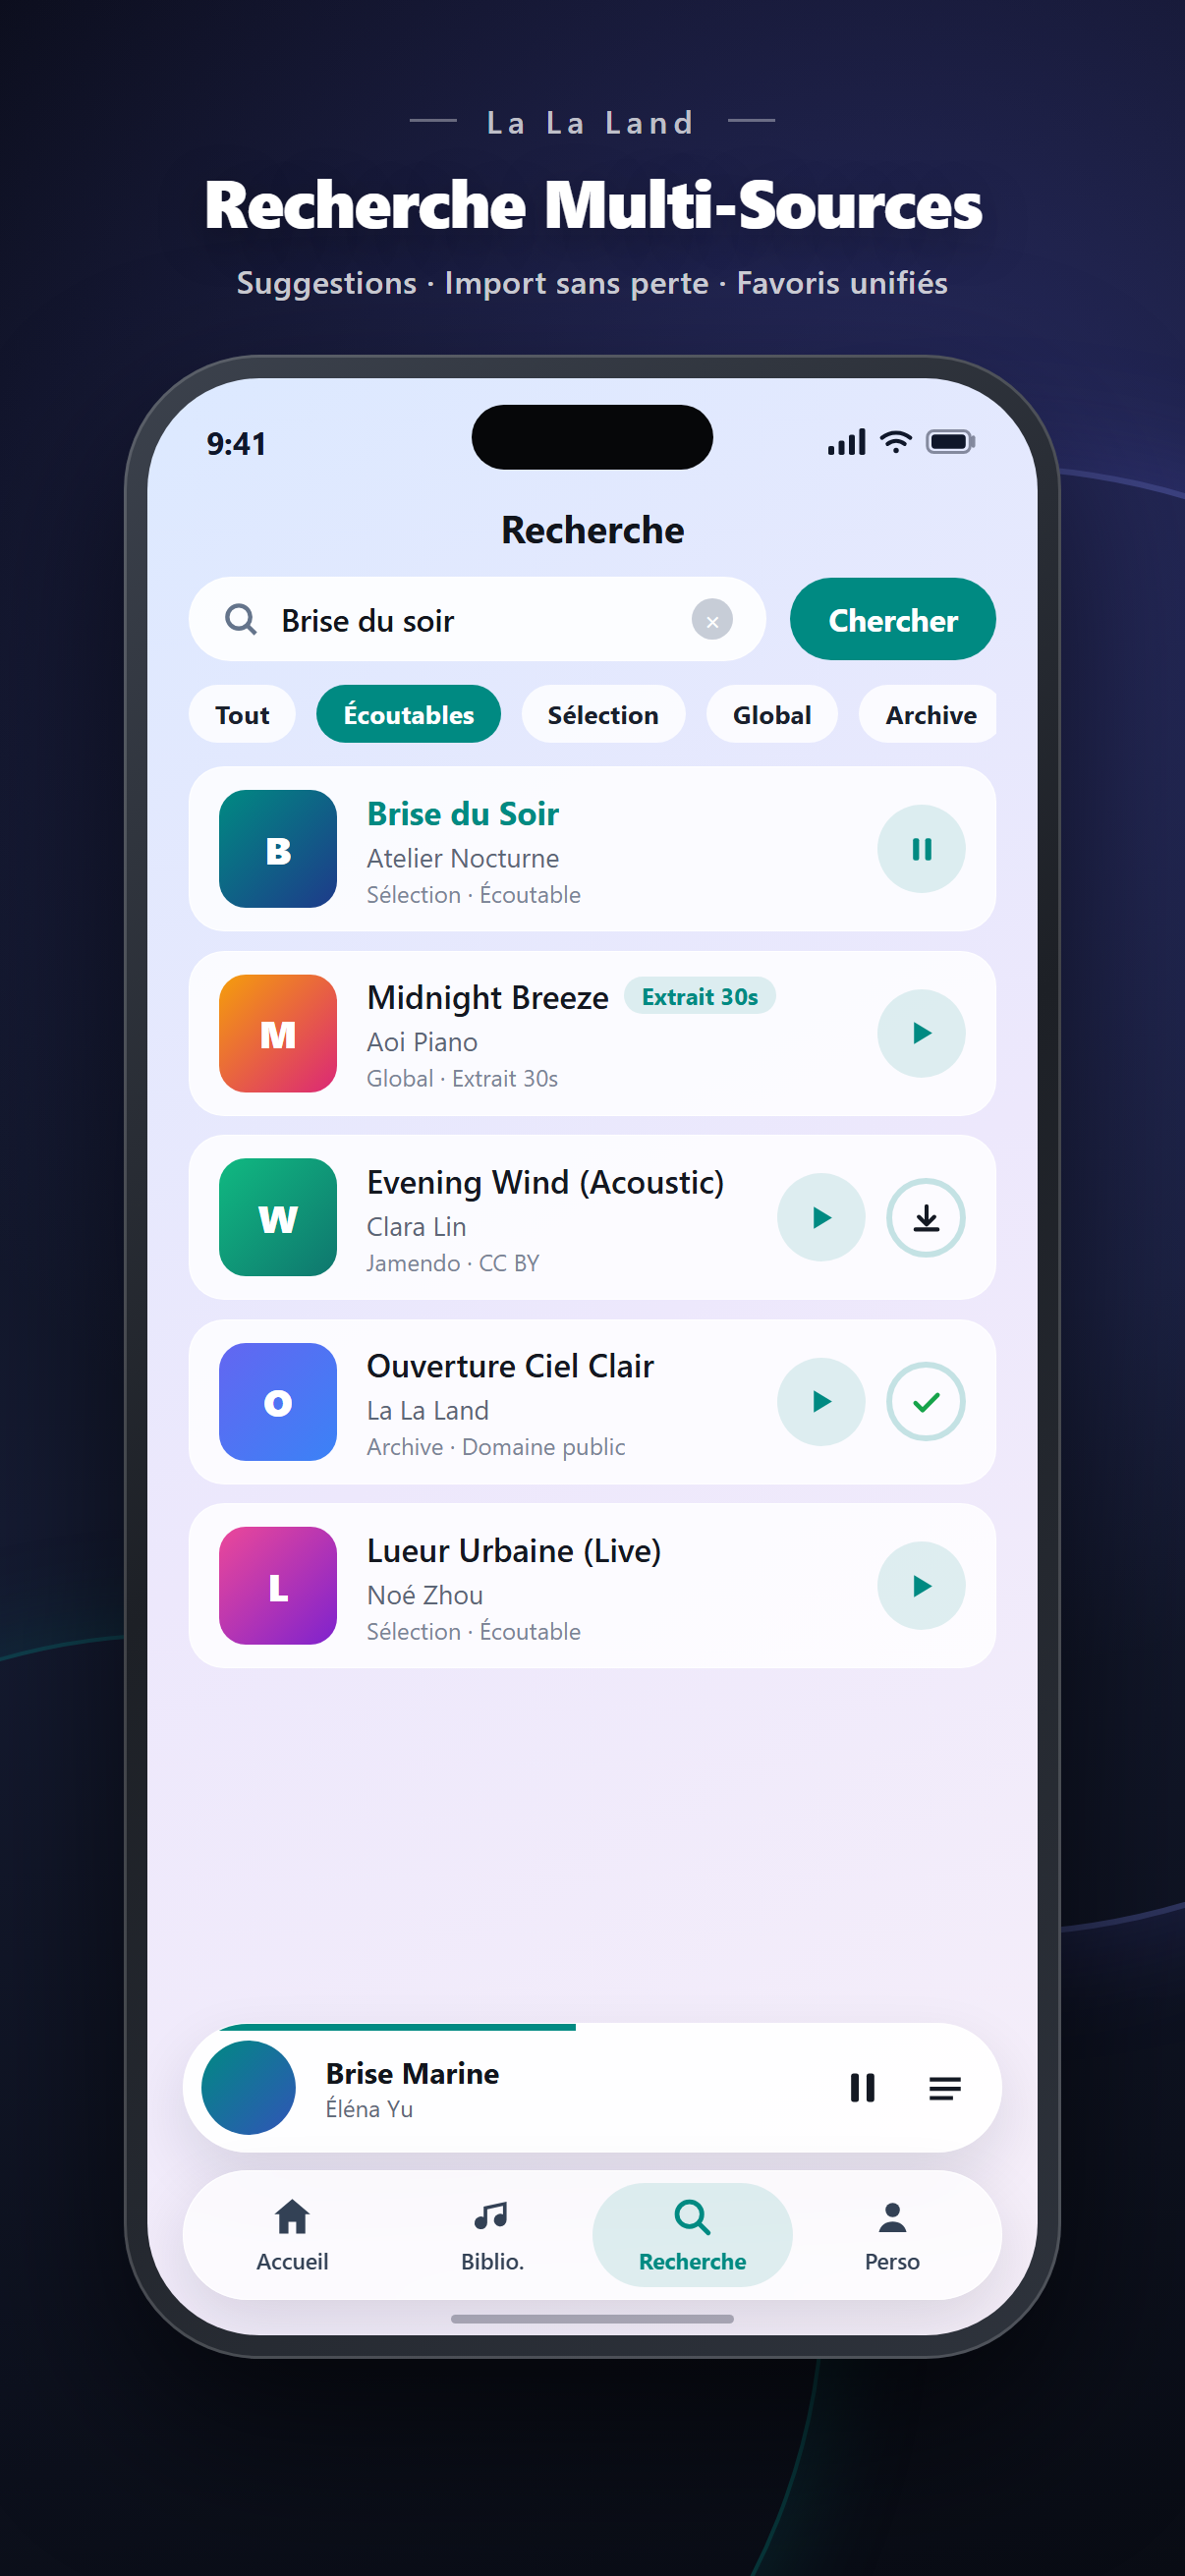 La La Land
Recherche Multi-Sources
Suggestions · Import sans perte · Favoris unifiés
9:41
Recherche
Brise du soir
Chercher
Tout
Écoutables
Sélection
Global
Archive
B
Brise du Soir
Atelier Nocturne
Sélection · Écoutable
M
Midnight Breeze
Extrait 30s
Aoi Piano
Global · Extrait 30s
W
Evening Wind (Acoustic)
Clara Lin
Jamendo · CC BY
O
Ouverture Ciel Clair
La La Land
Archive · Domaine public
L
Lueur Urbaine (Live)
Noé Zhou
Sélection · Écoutable
Brise Marine
Éléna Yu
Accueil
Biblio.
Recherche
Perso